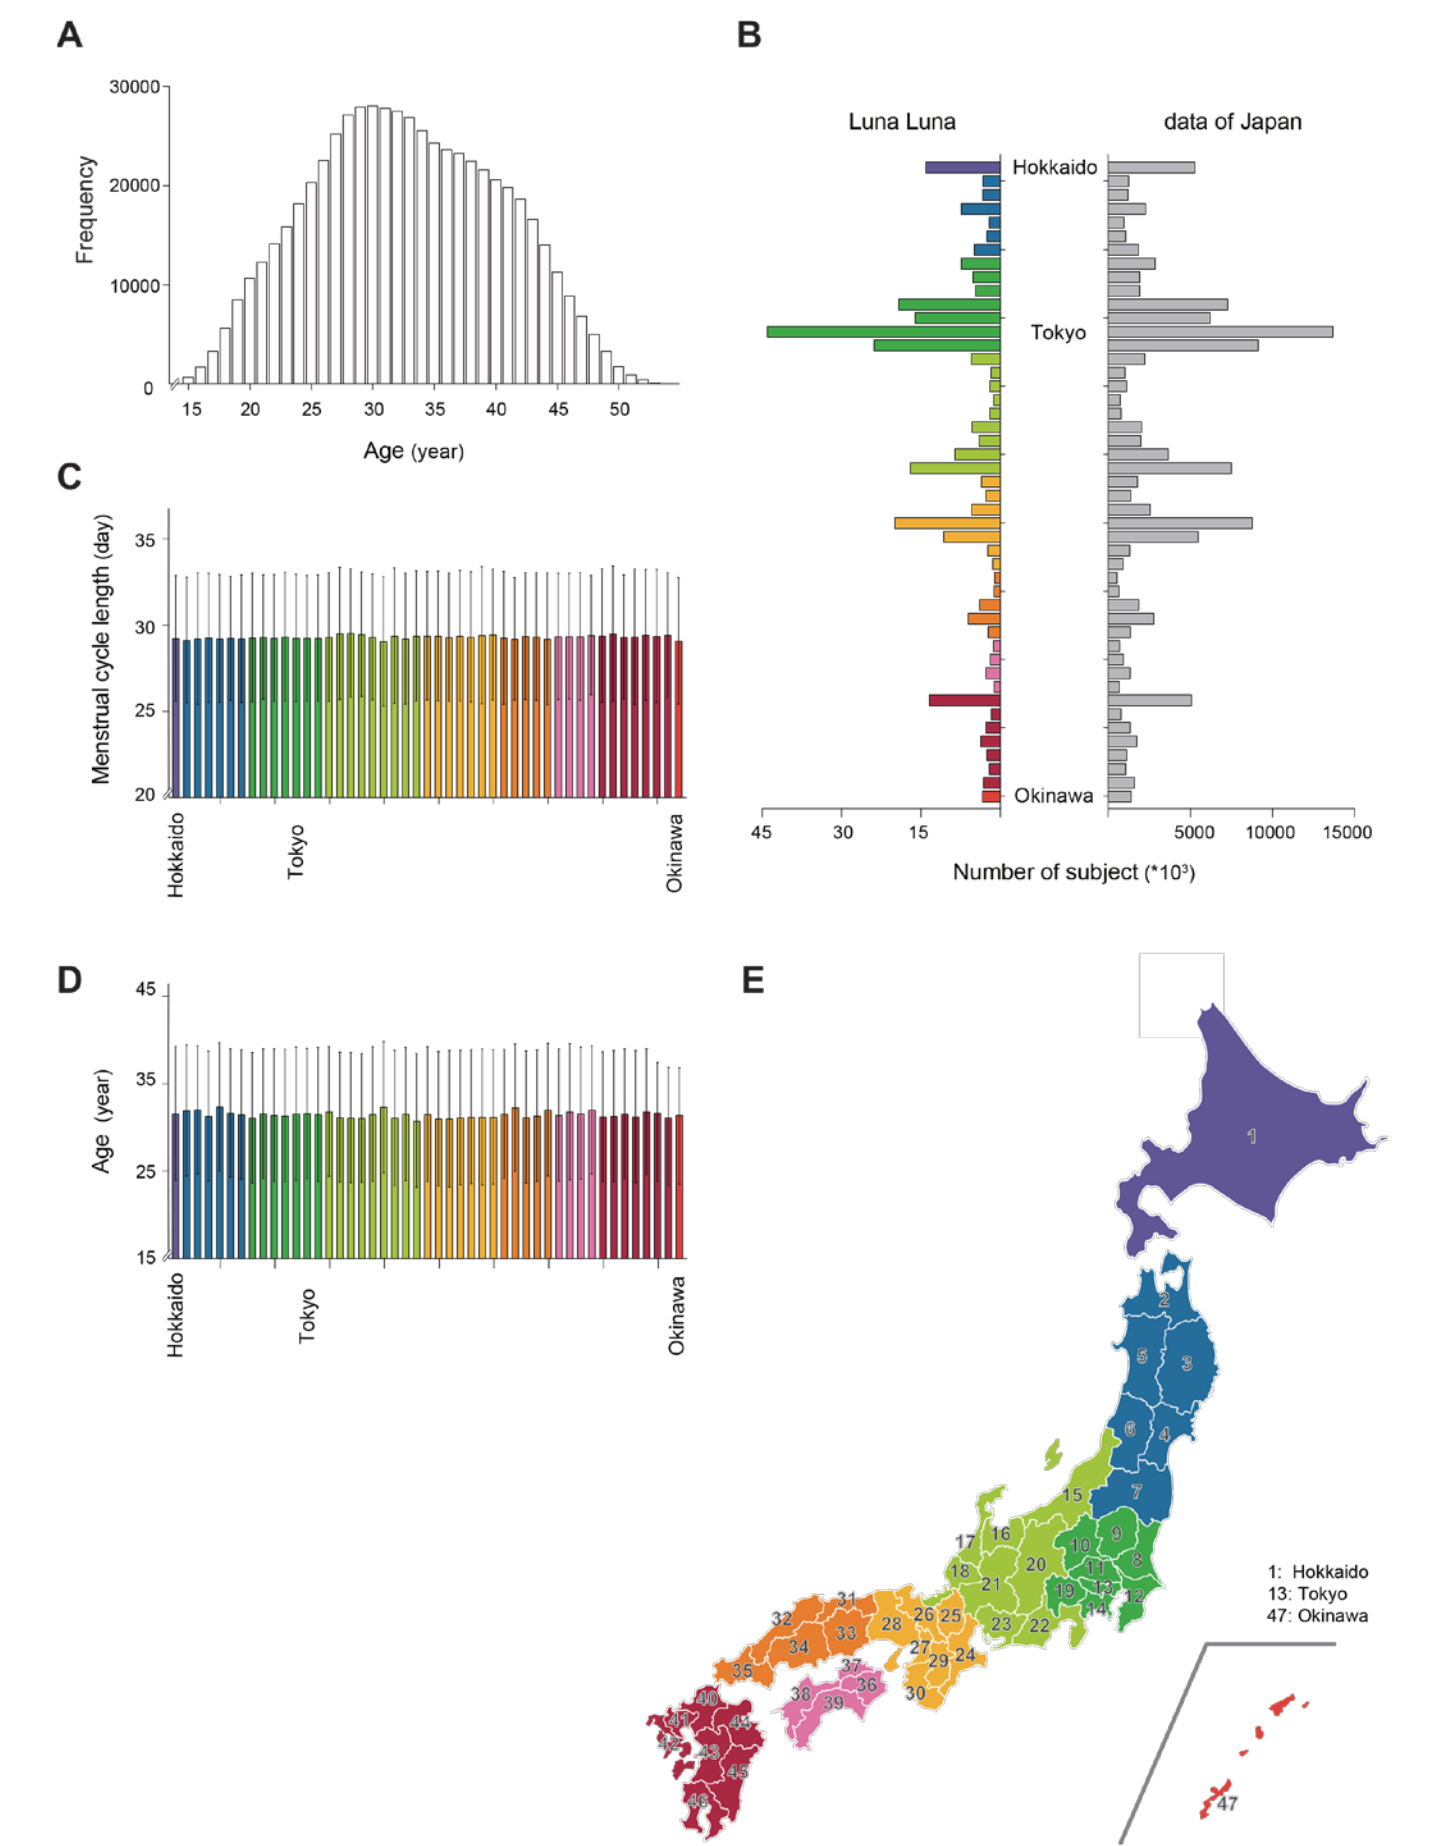 A
30000
20000
10000
0
Frequency
15 20 25 30 35 40 45 50
Age (year)
B
Luna Luna
data of Japan
Hokkaido
Tokyo
Okinawa
45 30 15
5000 10000 15000
Number of subject (*10³)
C
35
30
25
20
Menstrual cycle length (day)
Hokkaido
Tokyo
Okinawa
D
45
35
25
15
Age (year)
Hokkaido
Tokyo
Okinawa
E
1
2
5 3
6 4
7
15
17 16 10 9
18 20 11 8
21 19 13 12
14
31 26 25 23 22
32 28
34 33 27 24
35 29
37 36 30
38 39
40
41 44
42 43
45
46
1: Hokkaido
13: Tokyo
47: Okinawa
47